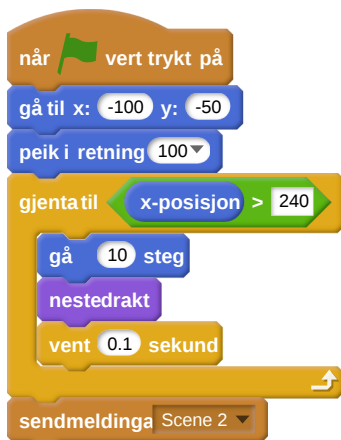 når vert trykt på
gå til x: -100 y: -50
peik i retning 100
gjenta til x-posisjon > 240
gå 10 steg
nestedrakt
vent 0.1 sekund
sendmeldinga Scene 2